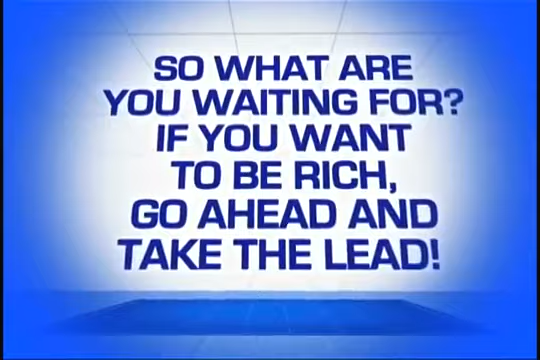 SO WHAT ARE
YOU WAITING FOR?
IF YOU WANT
TO BE RICH,
GO AHEAD AND
TAKE THE LEAD!